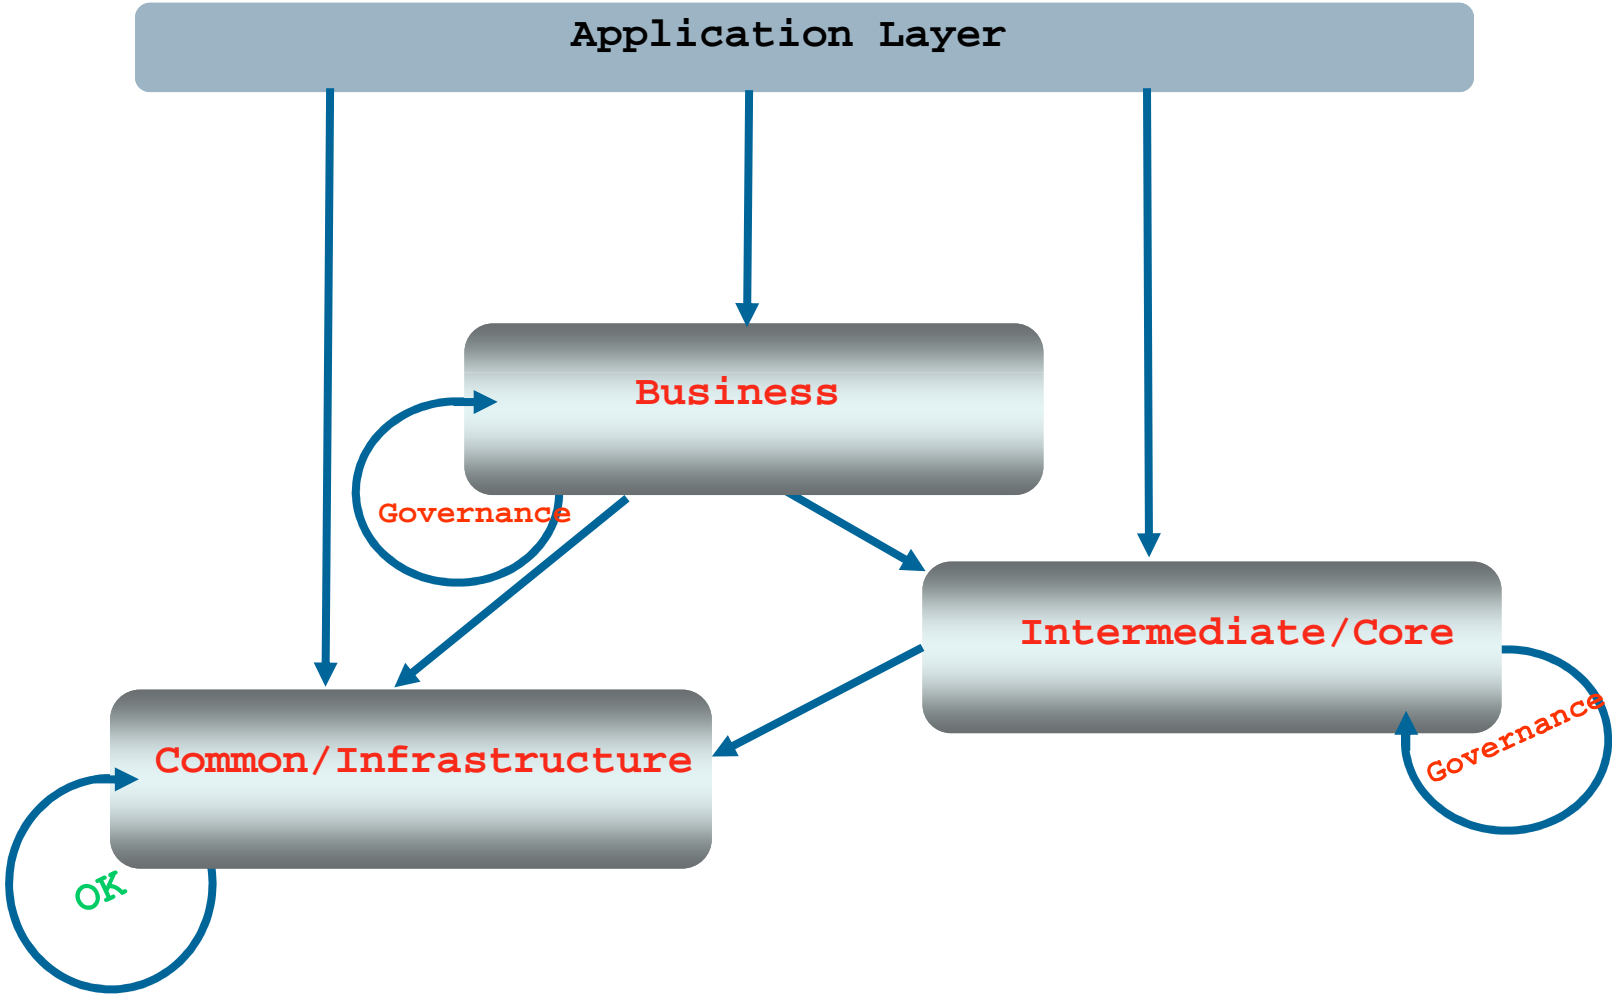 Application Layer
Business
Governance
Intermediate/Core
Governance
Common/Infrastructure
OK